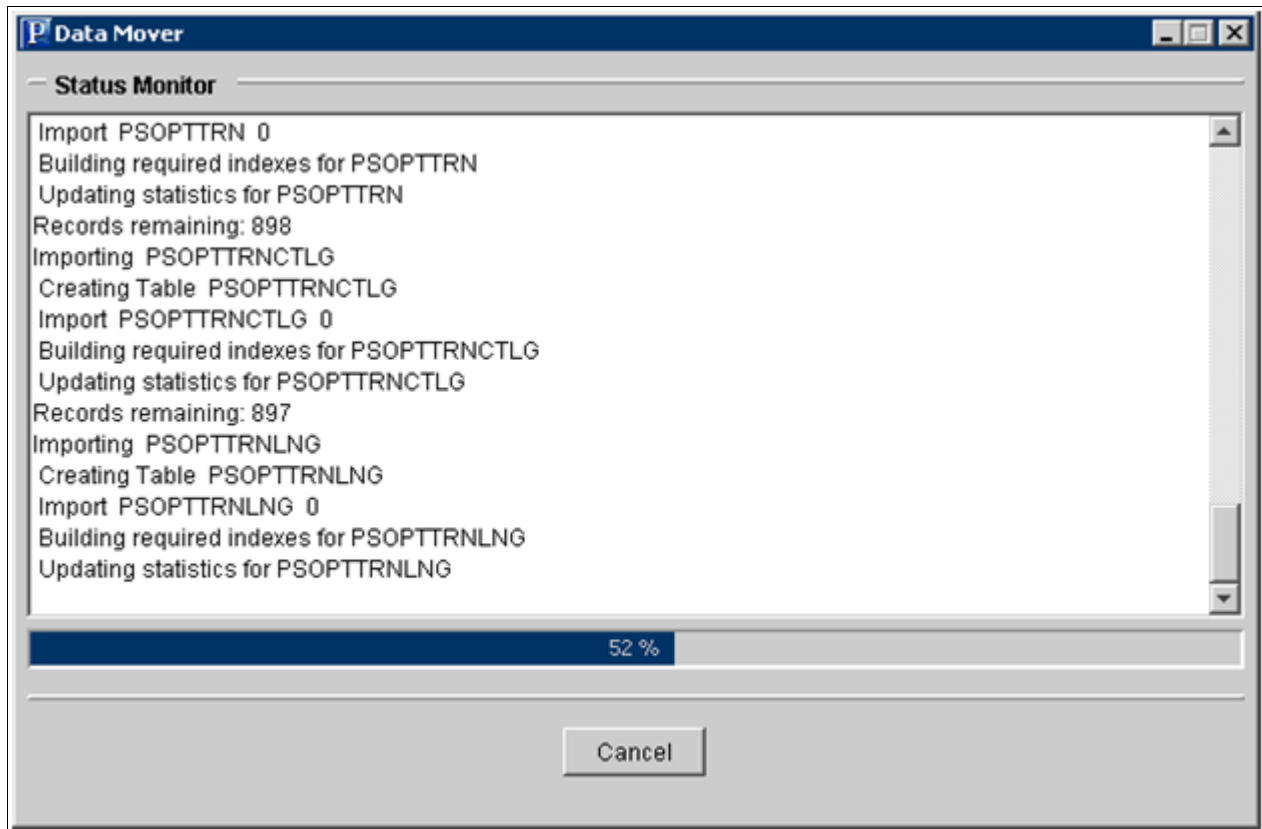 P Data Mover
Status Monitor
Import PSOPTTRN 0
Building required indexes for PSOPTTRN
Updating statistics for PSOPTTRN
Records remaining: 898
Importing PSOPTTRNCTLG
Creating Table PSOPTTRNCTLG
Import PSOPTTRNCTLG 0
Building required indexes for PSOPTTRNCTLG
Updating statistics for PSOPTTRNCTLG
Records remaining: 897
Importing PSOPTTRNLNG
Creating Table PSOPTTRNLNG
Import PSOPTTRNLNG 0
Building required indexes for PSOPTTRNLNG
Updating statistics for PSOPTTRNLNG
52 %
Cancel